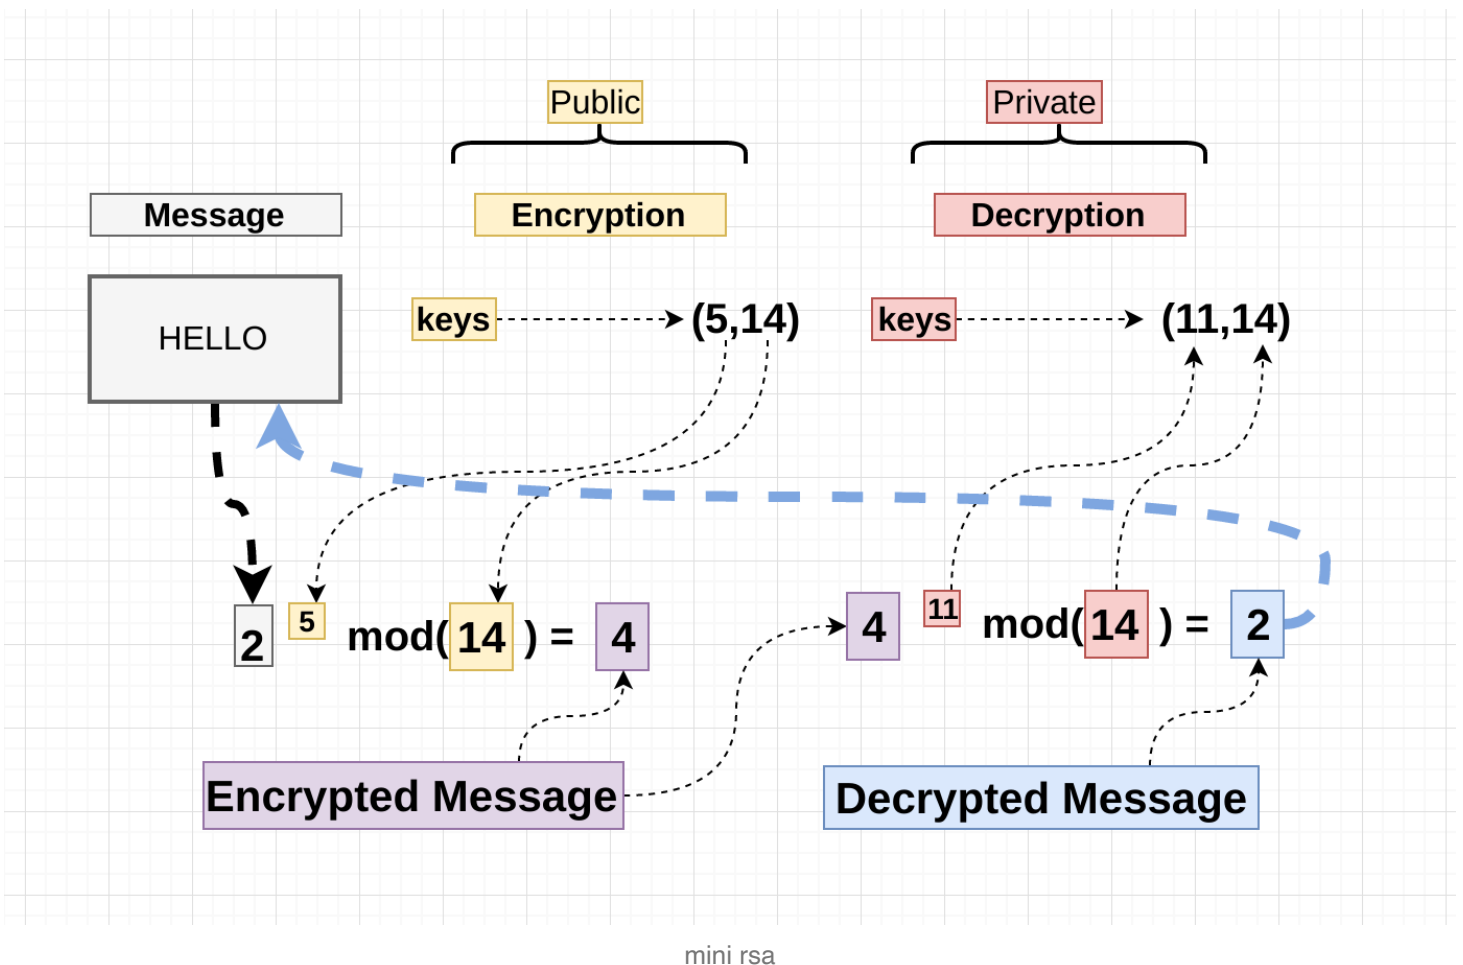 Public
Private
Message
Encryption
Decryption
HELLO
keys
(5,14)
keys
(11,14)
2 5 mod( 14 ) = 4
4 11 mod( 14 ) = 2
Encrypted Message
Decrypted Message
mini rsa